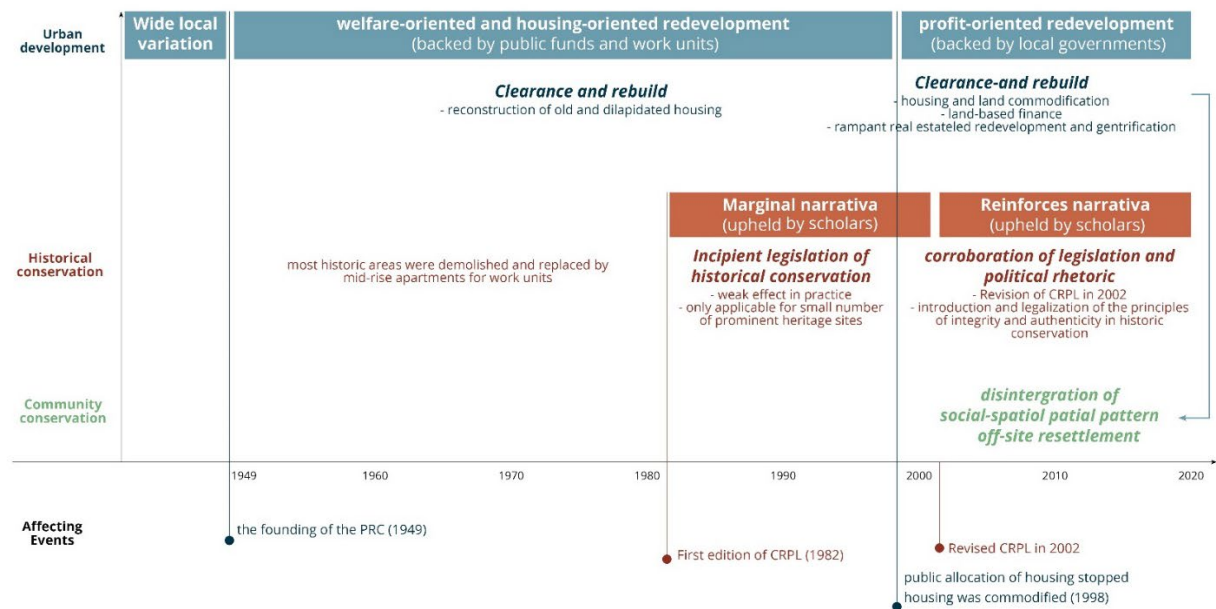 Urban
development
Wide local
variation
welfare-oriented and housing-oriented redevelopment
(backed by public funds and work units)
profit-oriented redevelopment
(backed by local governments)
Clearance and rebuild
- reconstruction of old and dilapidated housing
Clearance-and rebuild
- housing and land commodification
- land-based finance
- rampant real estateled redevelopment and gentrification
Marginal narrativa
(upheld by scholars)
Reinforces narrativa
(upheld by scholars)
Historical
conservation
most historic areas were demolished and replaced by
mid-rise apartments for work units
Incipient legislation of
historical conservation
- weak effect in practice
- only applicable for small number
of prominent heritage sites
corroboration of legislation and
political rhetoric
- Revision of CRPL in 2002
- introduction and legalization of the principles
of integrity and authenticity in historic
conservation
Community
conservation
disintergration of
social-spatiol patial pattern
off-site resettlement
1949
1960
1970
1980
1990
2000
2010
2020
Affecting
Events
the founding of the PRC (1949)
First edition of CRPL (1982)
Revised CRPL in 2002
public allocation of housing stopped
housing was commodified (1998)